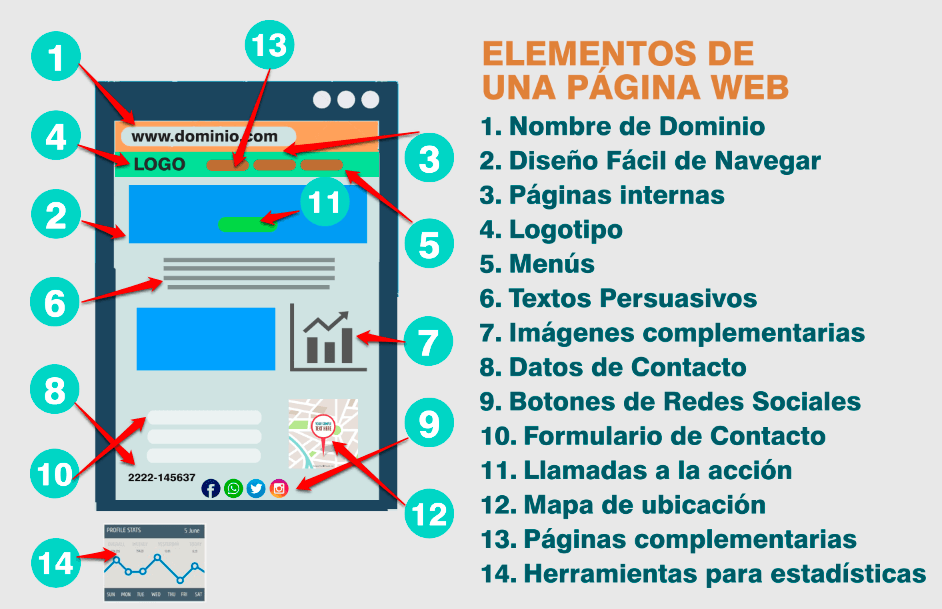 1
13
4
3
2
11
5
6
7
8
9
10
12
14
www.dominio.com
LOGO
2222-145637
TEXT HERE
PROFILE STATS 5 June
SUN MON TUE WED THU FRI SAT
ELEMENTOS DE
UNA PÁGINA WEB
1. Nombre de Dominio
2. Diseño Fácil de Navegar
3. Páginas internas
4. Logotipo
5. Menús
6. Textos Persuasivos
7. Imágenes complementarias
8. Datos de Contacto
9. Botones de Redes Sociales
10. Formulario de Contacto
11. Llamadas a la acción
12. Mapa de ubicación
13. Páginas complementarias
14. Herramientas para estadísticas